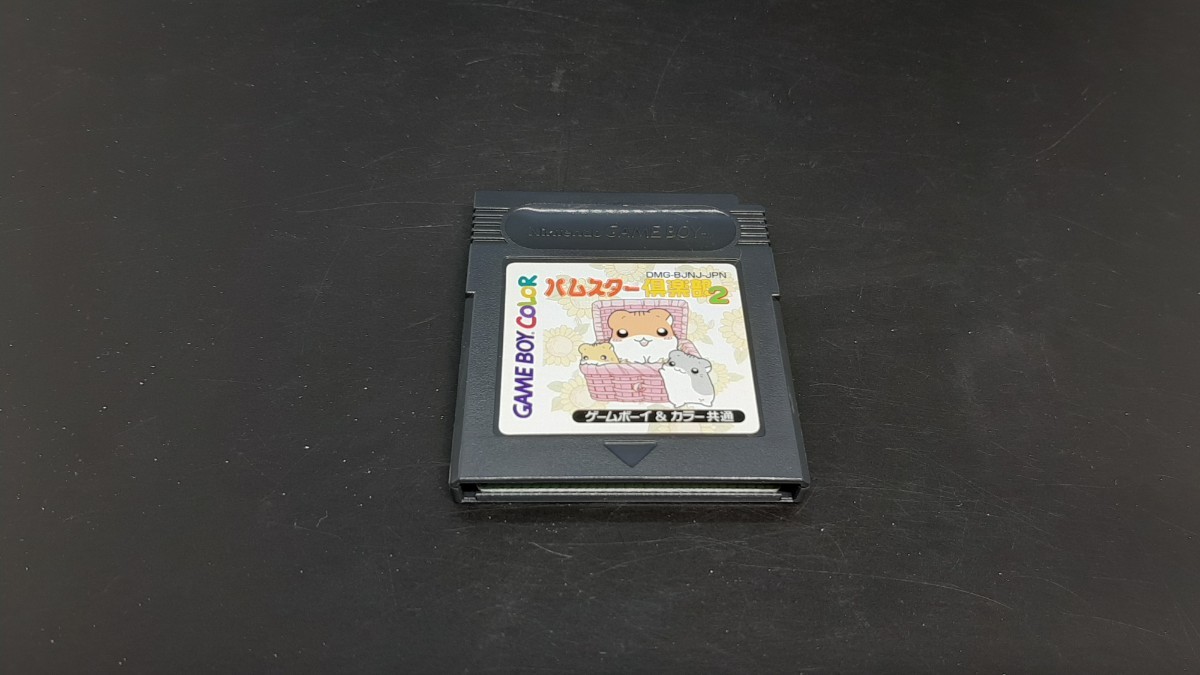 Nintendo GAME BOY
DMG-BJNJ-JPN
ハムスター倶楽部2
GAME BOY COLOR
ゲームボーイ & カラー共通